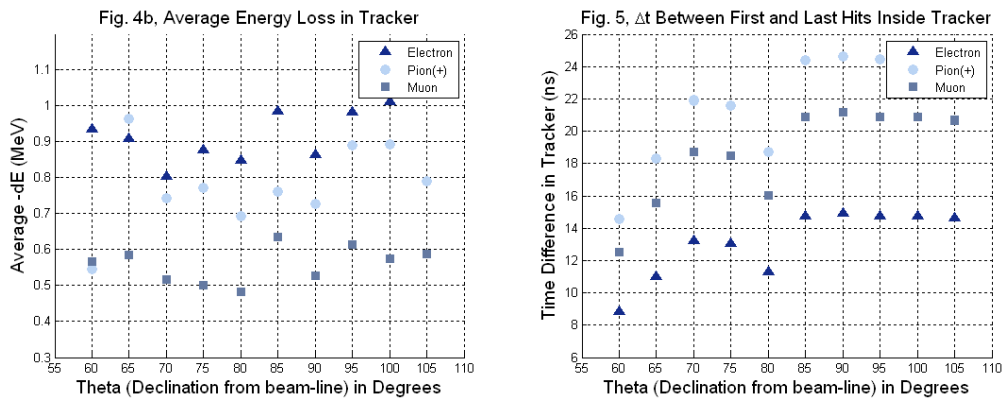 Fig. 4b, Average Energy Loss in Tracker
Average -dE (MeV)
1.1
1
0.9
0.8
0.7
0.6
0.5
0.4
0.3
Electron
Pion(+)
Muon
55 60 65 70 75 80 85 90 95 100 105 110
Theta (Declination from beam-line) in Degrees
Fig. 5, Δt Between First and Last Hits Inside Tracker
Time Difference in Tracker (ns)
26
24
22
20
18
16
14
12
10
8
6
Electron
Pion(+)
Muon
55 60 65 70 75 80 85 90 95 100 105 110
Theta (Declination from beam-line) in Degrees